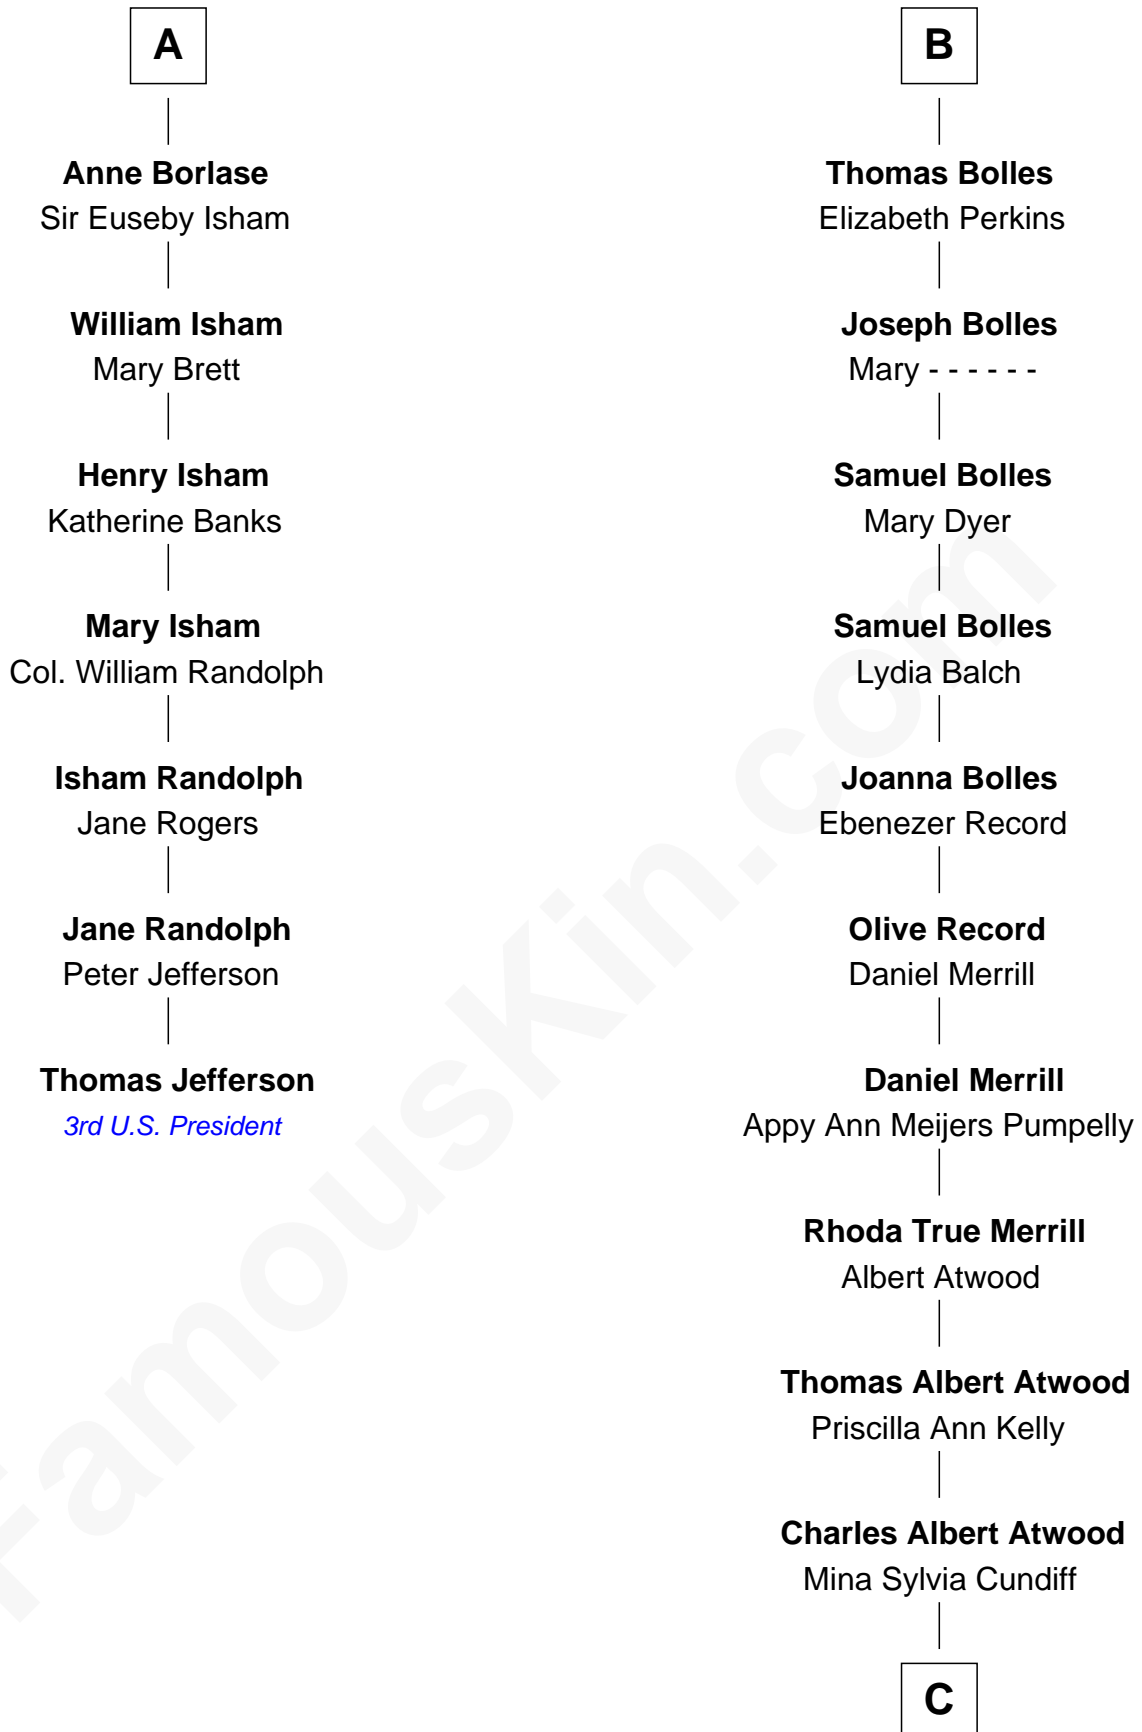 A
Anne Borlase
Sir Euseby Isham
William Isham
Mary Brett
Henry Isham
Katherine Banks
Mary Isham
Col. William Randolph
Isham Randolph
Jane Rogers
Jane Randolph
Peter Jefferson
Thomas Jefferson
3rd U.S. President
B
Thomas Bolles
Elizabeth Perkins
Joseph Bolles
Mary - - - - - -
Samuel Bolles
Mary Dyer
Samuel Bolles
Lydia Balch
Joanna Bolles
Ebenezer Record
Olive Record
Daniel Merrill
Daniel Merrill
Appy Ann Meijers Pumpelly
Rhoda True Merrill
Albert Atwood
Thomas Albert Atwood
Priscilla Ann Kelly
Charles Albert Atwood
Mina Sylvia Cundiff
C
FamousKin.com